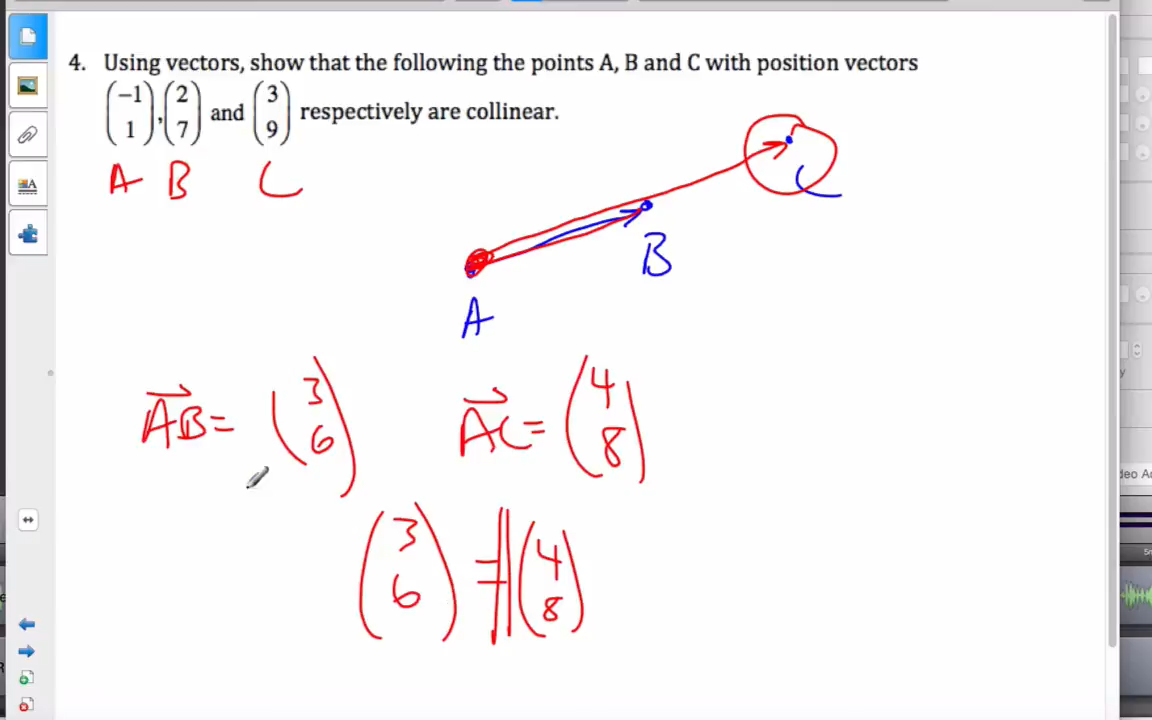 4. Using vectors, show that the following the points A, B and C with position vectors
(−1 1), (2 7) and (3 9) respectively are collinear.
A B C
C
B
A
AB = (3 6) AC = (4 8)
(3 6) = || (4 8)